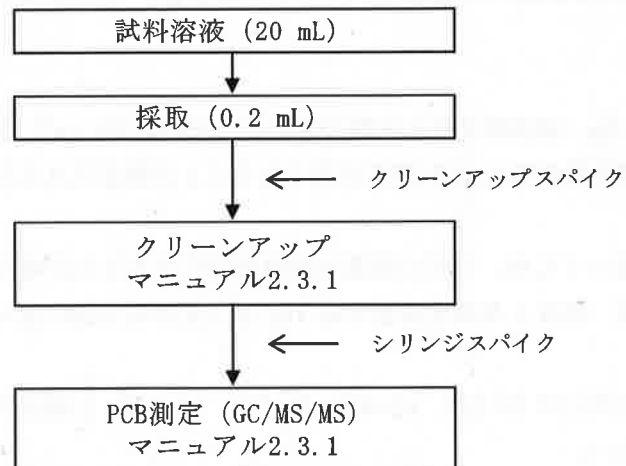 試料溶液 (20 mL)
採取 (0.2 mL)
クリーンアップスパイク
クリーンアップ
マニュアル2.3.1
シリンジスパイク
PCB測定 (GC/MS/MS)
マニュアル2.3.1